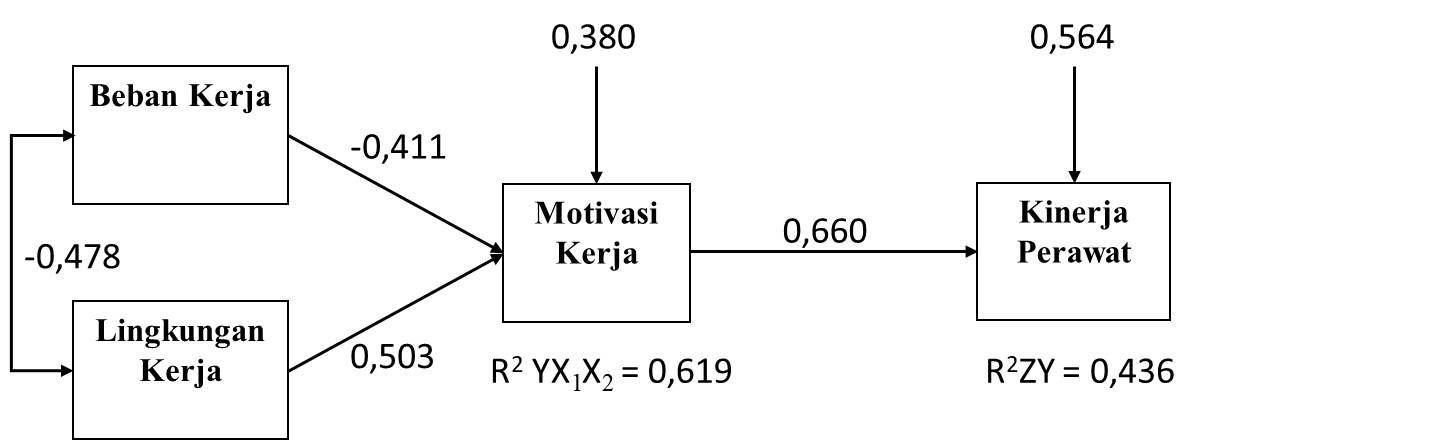 0,380
0,564
Beban Kerja
-0,411
Motivasi
Kerja
Kinerja
Perawat
0,660
-0,478
Lingkungan
Kerja
0,503
R² YX₁X₂ = 0,619
R²ZY = 0,436